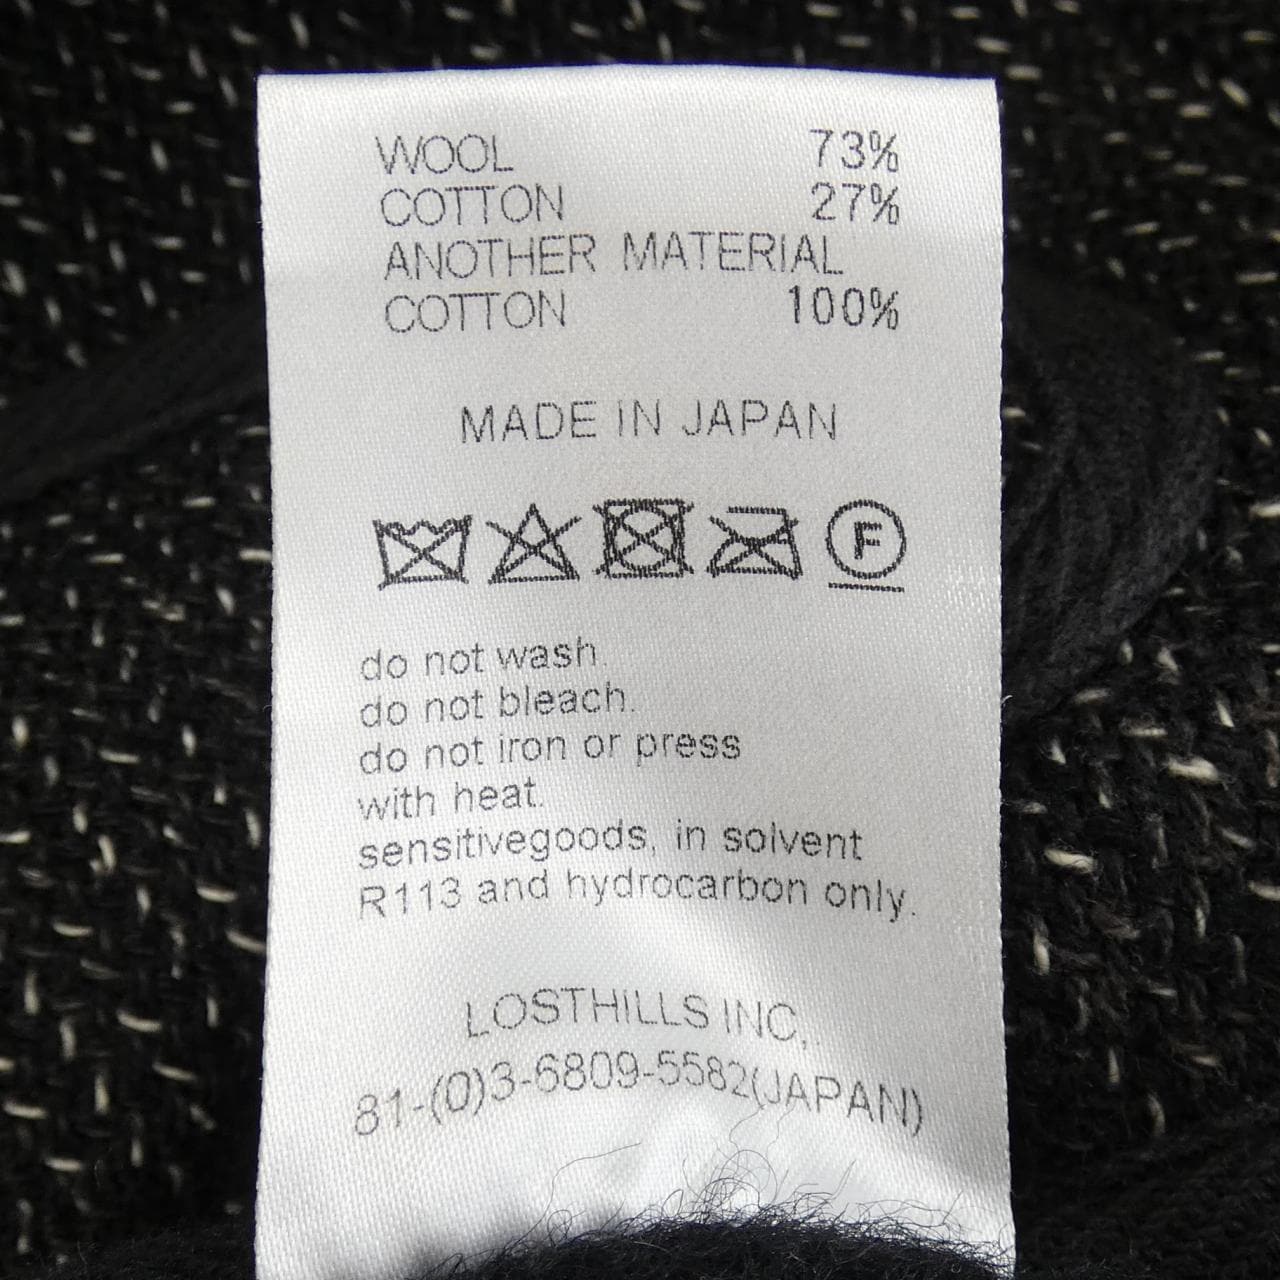 WOOL 73%
COTTON 27%
ANOTHER MATERIAL
COTTON 100%
MADE IN JAPAN
F
do not wash.
do not bleach.
do not iron or press
with heat.
sensitivegoods, in solvent
R113 and hydrocarbon only.
LOSTHILLS INC,.
81-(0)3-6809-5582(JAPAN)